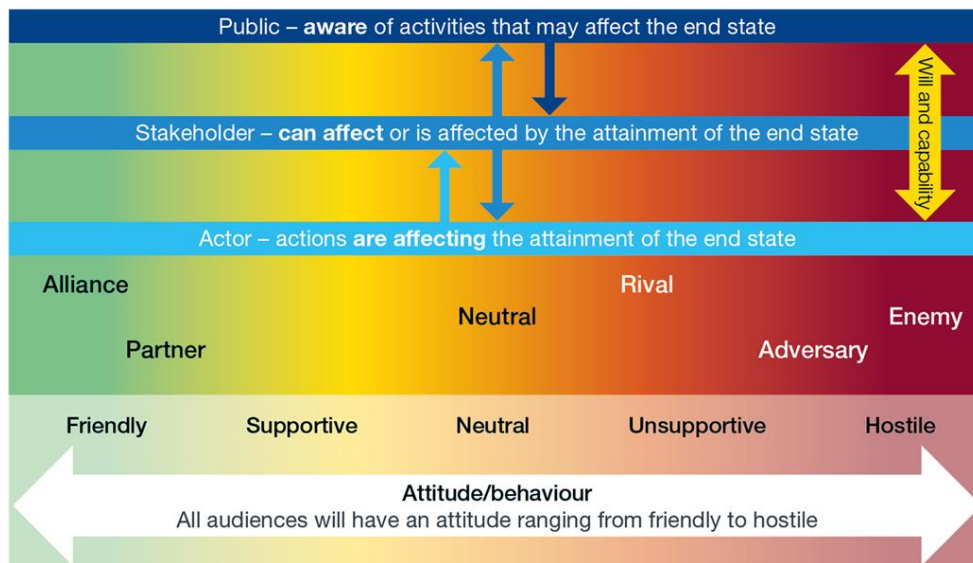 Public – aware of activities that may affect the end state
Will and capability
Stakeholder – can affect or is affected by the attainment of the end state
Actor – actions are affecting the attainment of the end state
Alliance
Rival
Neutral
Enemy
Partner
Adversary
Friendly
Supportive
Neutral
Unsupportive
Hostile
Attitude/behaviour
All audiences will have an attitude ranging from friendly to hostile